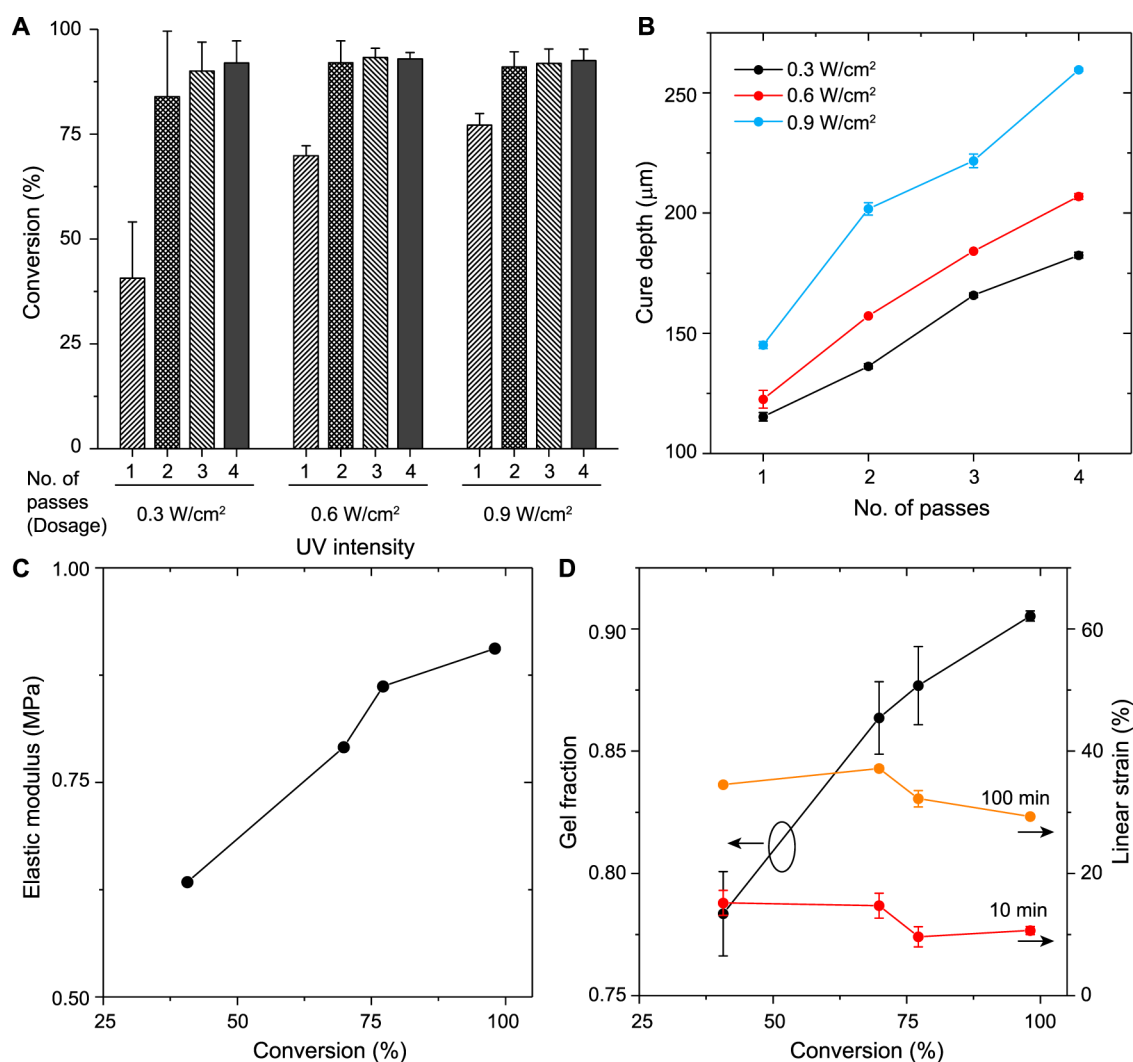 A
100
75
50
25
0
Conversion (%)
1 2 3 4 1 2 3 4 1 2 3 4
No. of
passes
(Dosage)
0.3 W/cm² 0.6 W/cm² 0.9 W/cm²
UV intensity
B
0.3 W/cm²
0.6 W/cm²
0.9 W/cm²
250
200
150
100
Cure depth (μm)
1 2 3 4
No. of passes
C
1.00
0.75
0.50
Elastic modulus (MPa)
25 50 75 100
Conversion (%)
D
0.90
0.85
0.80
0.75
Gel fraction
100 min
10 min
60
40
20
0
Linear strain (%)
25 50 75 100
Conversion (%)